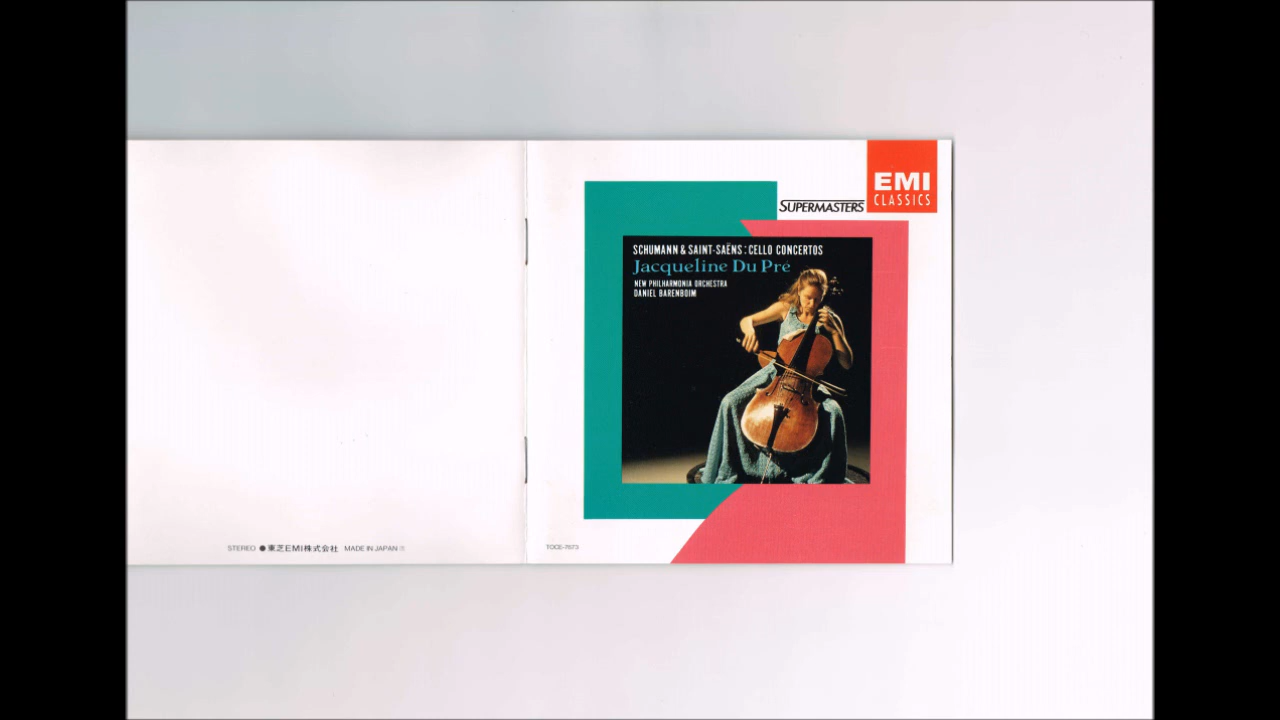 EMI
CLASSICS
SUPERMASTERS
SCHUMANN & SAINT-SAËNS : CELLO CONCERTOS
Jacqueline Du Pré
NEW PHILHARMONIA ORCHESTRA
DANIEL BARENBOIM
STEREO ● 東芝EMI株式会社 MADE IN JAPAN
TOCE-7873